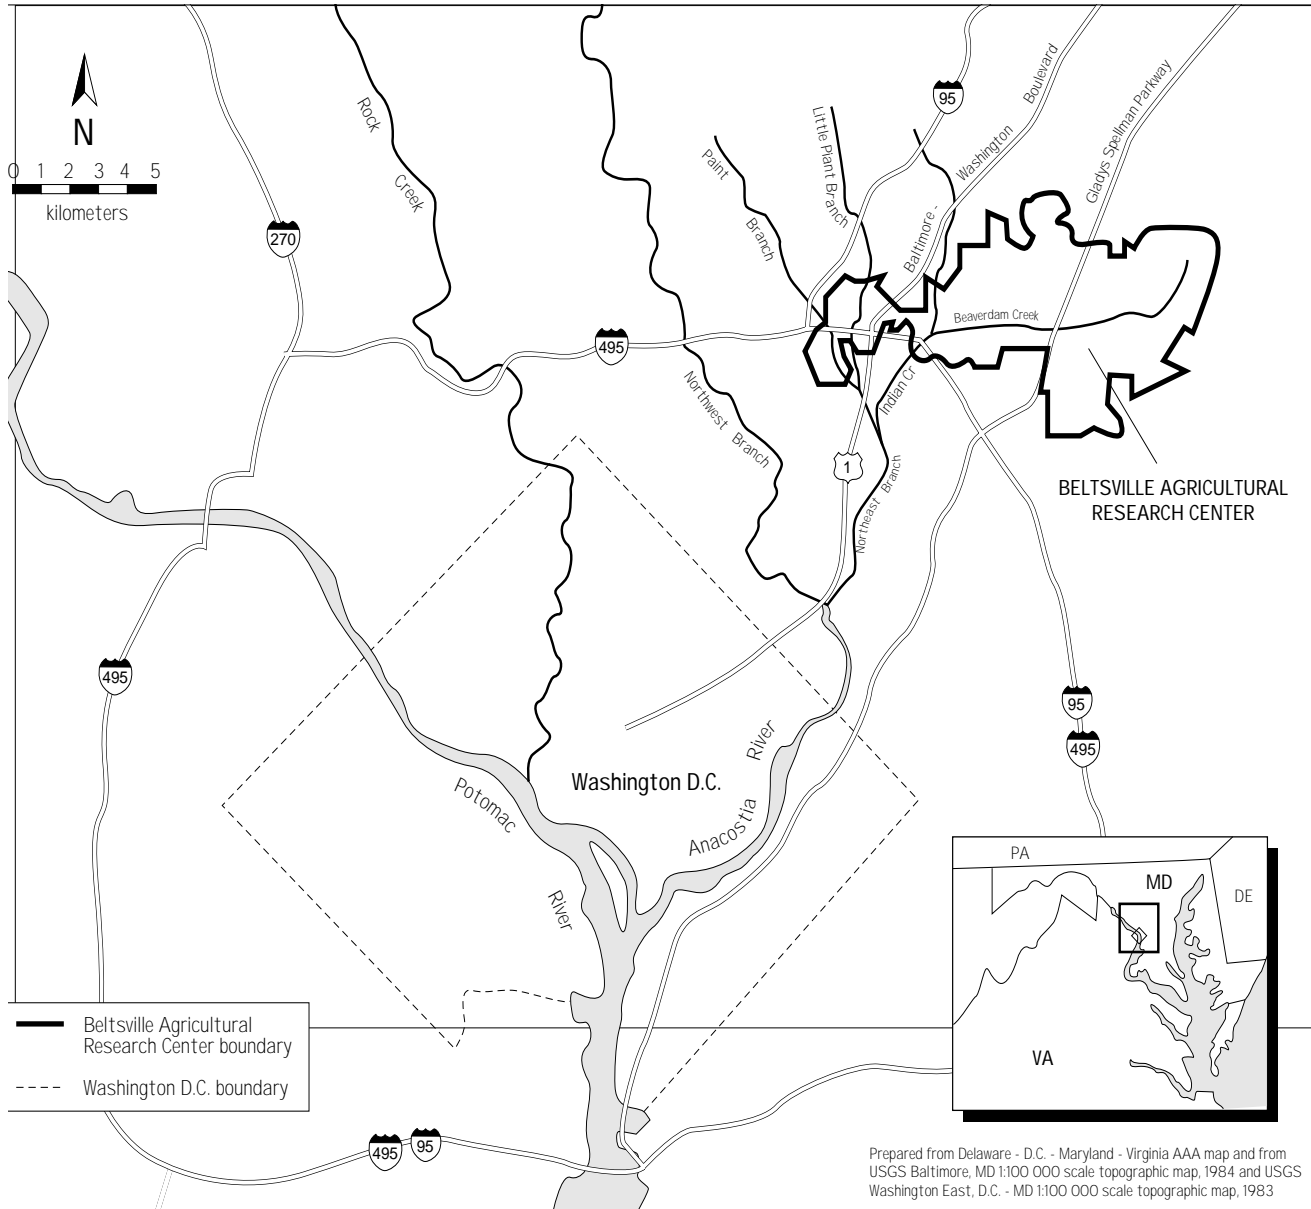 N
0 1 2 3 4 5
kilometers
Rock
Creek
270
495
Northwest Branch
Paint
Branch
Little Plant Branch
95
Baltimore -
Washington
Boulevard
Gladys Spellman Parkway
Beaverdam Creek
Indian Cr
1
Northeast Branch
BELTSVILLE AGRICULTURAL
RESEARCH CENTER
495
95
495
Washington D.C.
Potomac
River
Anacostia
River
PA
MD
DE
VA
Beltsville Agricultural
Research Center boundary
Washington D.C. boundary
495
95
Prepared from Delaware - D.C. - Maryland - Virginia AAA map and from
USGS Baltimore, MD 1:100 000 scale topographic map, 1984 and USGS
Washington East, D.C. - MD 1:100 000 scale topographic map, 1983